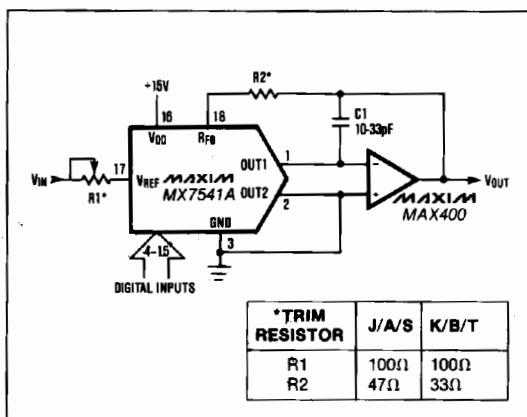 +15V
R2*
16
18
VDD
RFB
C1
10-33pF
VIN
R1*
17
VREF
MAXIM
MX7541A
OUT1
1
OUT2
2
GND
3
4-15
DIGITAL INPUTS
-
+
MAXIM
MAX400
VOUT
*TRIM RESISTOR J/A/S K/B/T
R1 100Ω 100Ω
R2 47Ω 33Ω